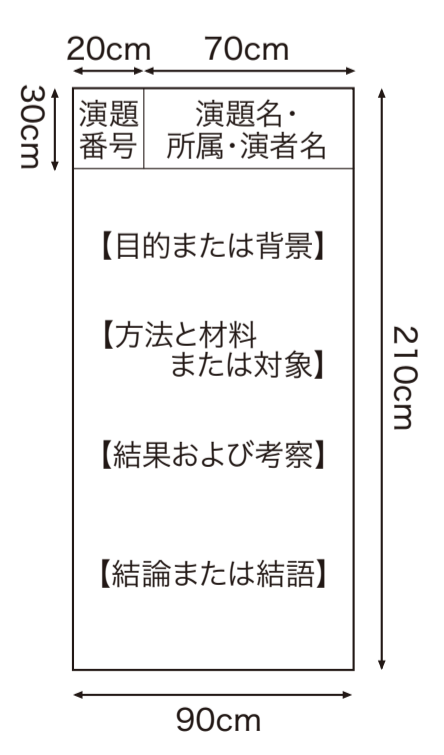 20cm 70cm
30cm
演題
番号
演題名・
所属・演者名
【目的または背景】
【方法と材料
または対象】
210cm
【結果および考察】
【結論または結語】
90cm